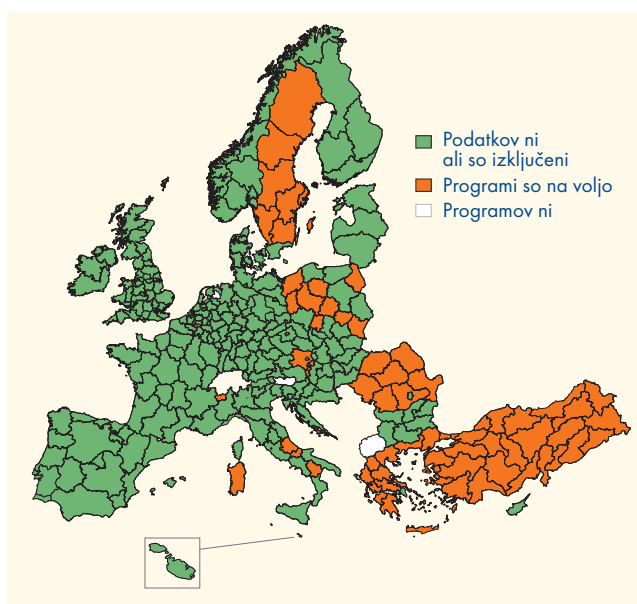 Podatkov ni
ali so izključeni
Programi so na voljo
Programov ni